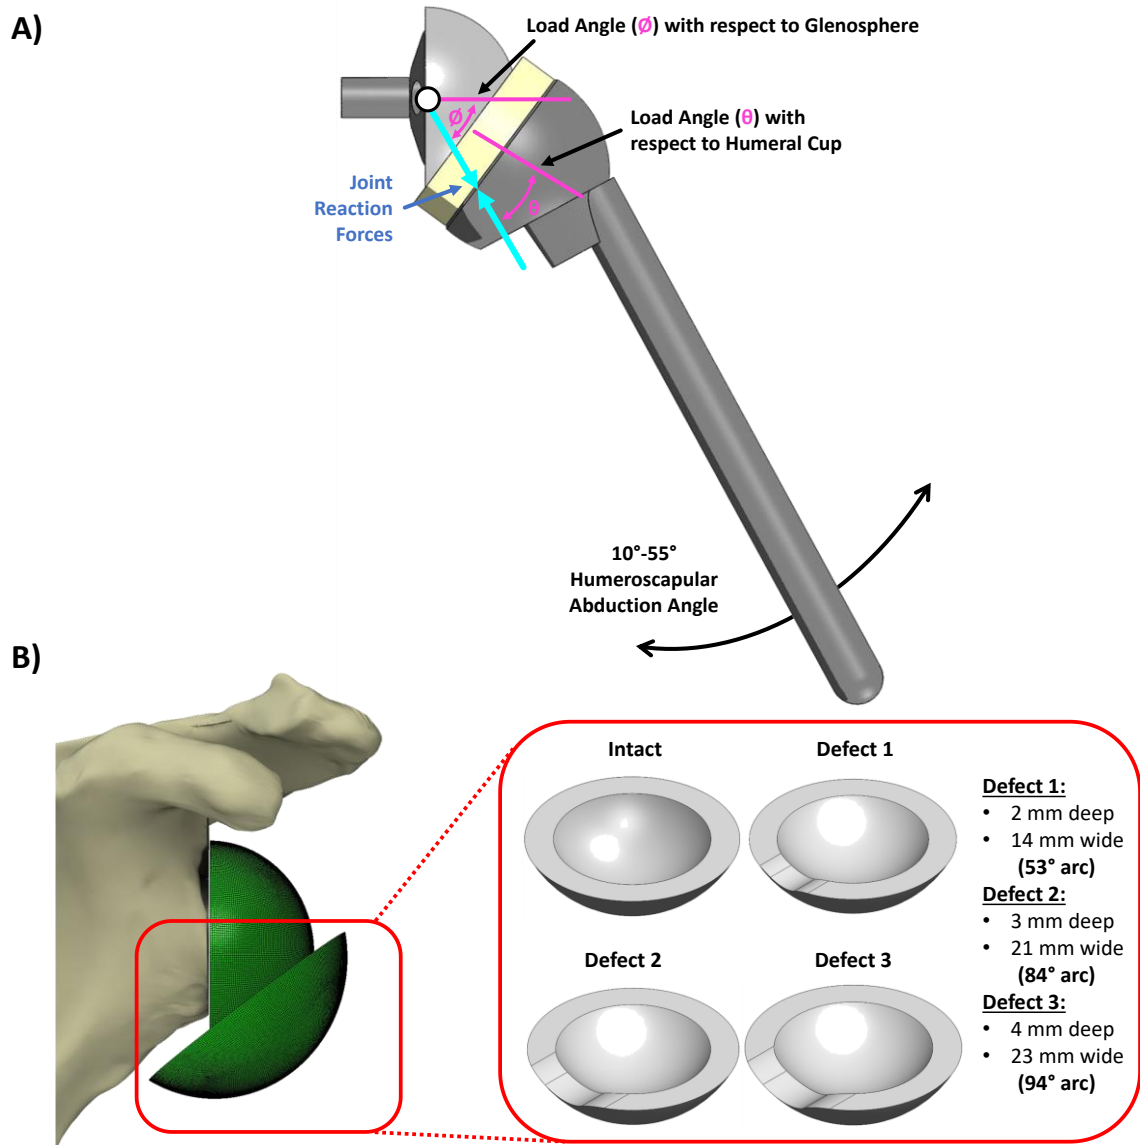 A)
Load Angle (Ø) with respect to Glenosphere
Load Angle (θ) with
respect to Humeral Cup
Ø
θ
Joint
Reaction
Forces
10°-55°
Humeroscapular
Abduction Angle
B)
Intact
Defect 1
Defect 2
Defect 3
Defect 1:
• 2 mm deep
• 14 mm wide
(53° arc)
Defect 2:
• 3 mm deep
• 21 mm wide
(84° arc)
Defect 3:
• 4 mm deep
• 23 mm wide
(94° arc)